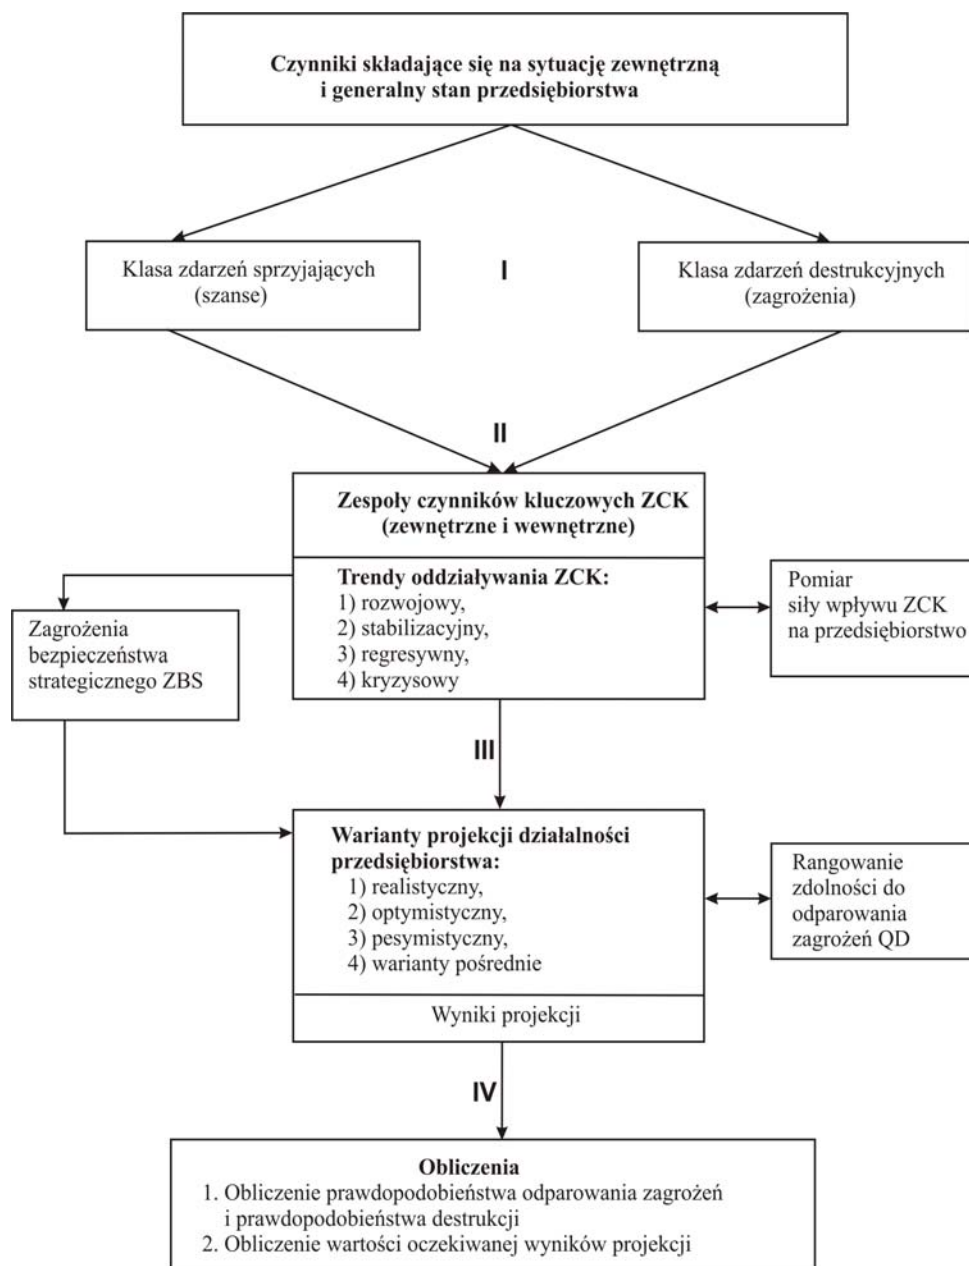 Czynniki składające się na sytuację zewnętrzną
i generalny stan przedsiębiorstwa
Klasa zdarzeń sprzyjających
(szanse)
I
Klasa zdarzeń destrukcyjnych
(zagrożenia)
II
Zespoły czynników kluczowych ZCK
(zewnętrzne i wewnętrzne)
Trendy oddziaływania ZCK:
1) rozwojowy,
2) stabilizacyjny,
3) regresywny,
4) kryzysowy
Pomiar
siły wpływu ZCK
na przedsiębiorstwo
Zagrożenia
bezpieczeństwa
strategicznego ZBS
III
Warianty projekcji działalności
przedsiębiorstwa:
1) realistyczny,
2) optymistyczny,
3) pesymistyczny,
4) warianty pośrednie
Wyniki projekcji
Rangowanie
zdolności do
odparowania
zagrożeń QD
IV
Obliczenia
1. Obliczenie prawdopodobieństwa odparowania zagrożeń
i prawdopodobieństwa destrukcji
2. Obliczenie wartości oczekiwanej wyników projekcji